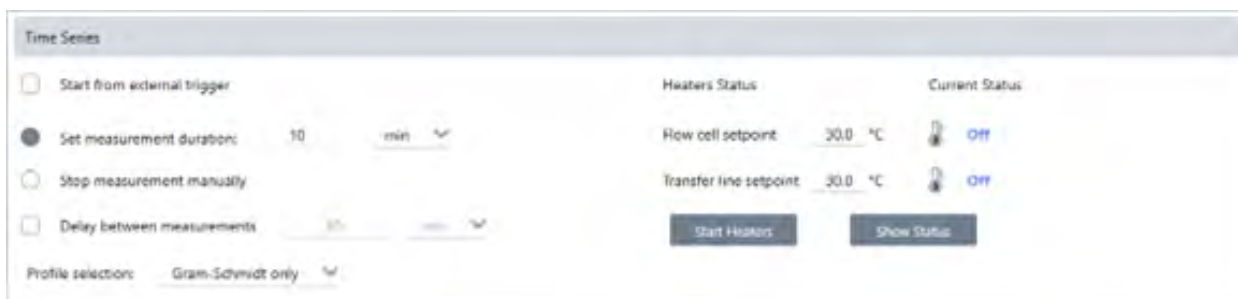 Time Series
Start from external trigger
Set measurement duration: 10 min
Stop measurement manually
Delay between measurements
Profile selection: Gram-Schmidt only
Heaters Status Current Status
Flow cell setpoint 30.0 °C Off
Transfer line setpoint 30.0 °C Off
Start Heaters Show Status